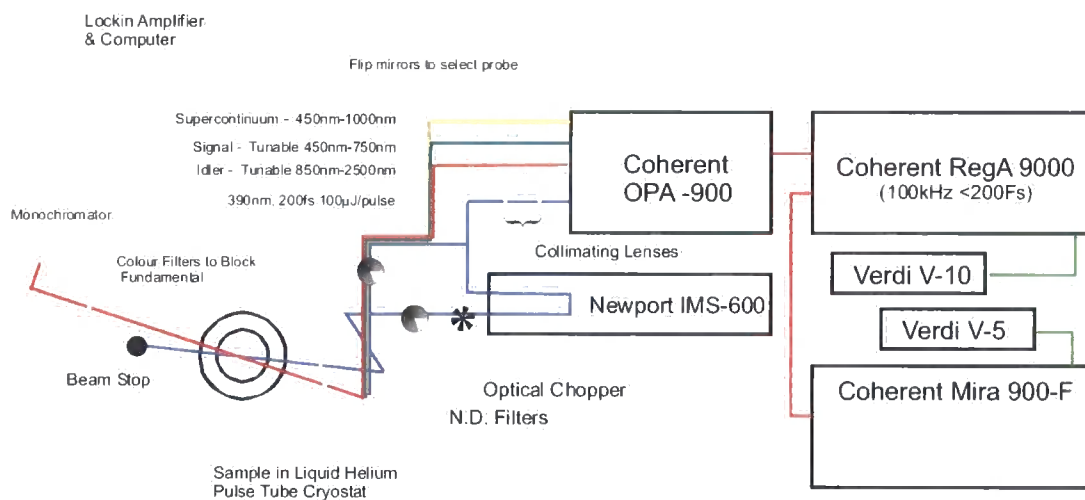 Lockin Amplifier
& Computer
Flip mirrors to select probe
Supercontinuum - 450nm-1000nm
Signal - Tunable 450nm-750nm
Idler - Tunable 850nm-2500nm
390nm, 200fs 100µJ/pulse
Coherent
OPA -900
Coherent RegA 9000
(100kHz <200Fs)
Monochromator
Colour Filters to Block
Fundamental
Collimating Lenses
Verdi V-10
Newport IMS-600
Verdi V-5
Beam Stop
Optical Chopper
N.D. Filters
Coherent Mira 900-F
Sample in Liquid Helium
Pulse Tube Cryostat